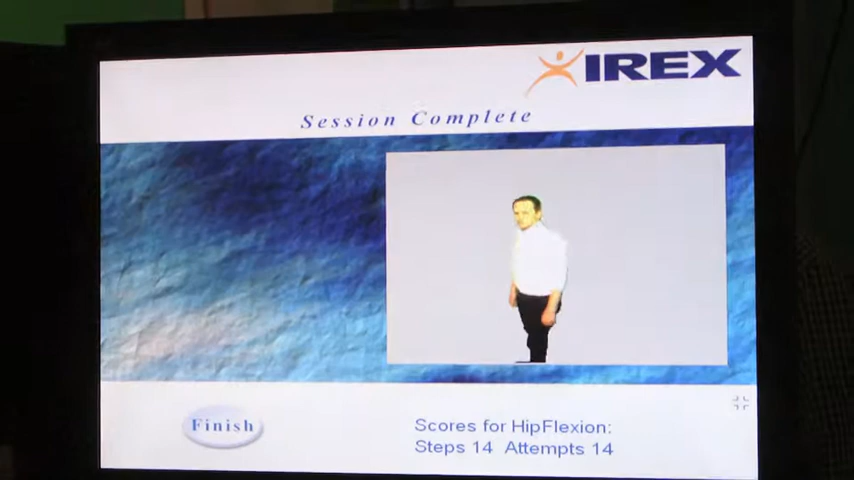 IREX
Session Complete
Finish
Scores for HipFlexion:
Steps 14 Attempts 14